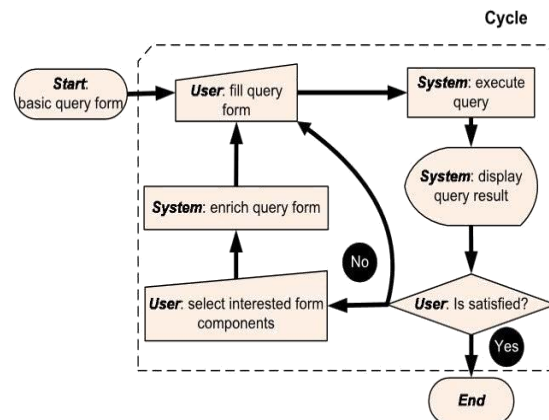 Cycle
Start:
basic query form
User: fill query
form
System: execute
query
System: display
query result
System: enrich query form
No
User: select interested form
components
User: Is satisfied?
Yes
End